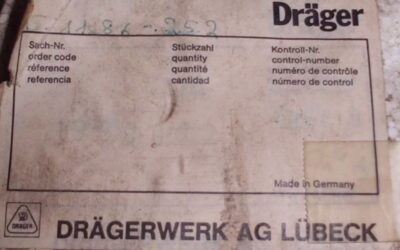 Dräger
Sach-Nr. Stückzahl Kontroll-Nr.
order code quantity control-number
référence quantité numéro de contrôle
referencia cantidad número de control
Made in Germany
DRÄGER
DRÄGERWERK AG LÜBECK